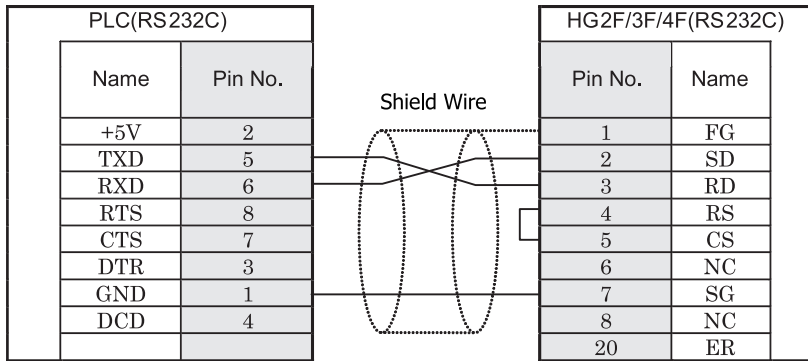 PLC(RS232C) HG2F/3F/4F(RS232C)
Name Pin No. Pin No. Name
Shield Wire
+5V 2 1 FG
TXD 5 2 SD
RXD 6 3 RD
RTS 8 4 RS
CTS 7 5 CS
DTR 3 6 NC
GND 1 7 SG
DCD 4 8 NC
20 ER